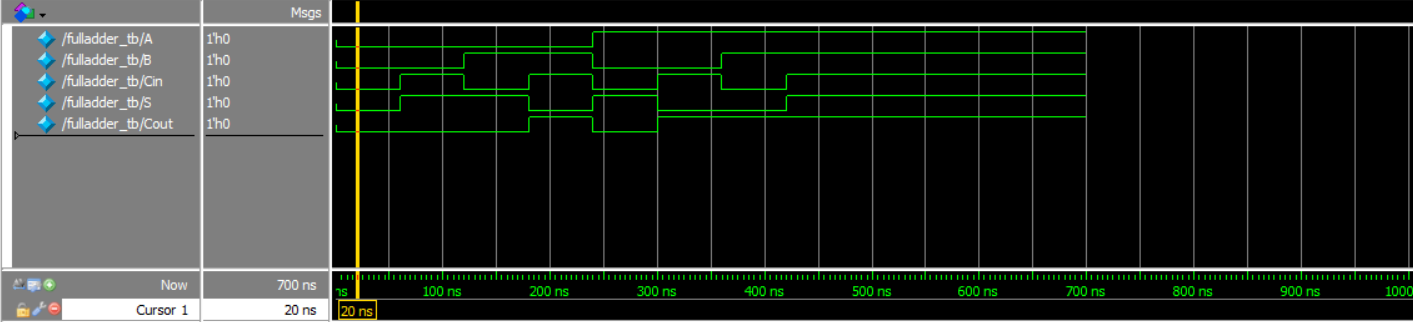 Msgs
/fulladder_tb/A 1'h0
/fulladder_tb/B 1'h0
/fulladder_tb/Cin 1'h0
/fulladder_tb/S 1'h0
/fulladder_tb/Cout 1'h0
Now 700 ns
ns 100 ns 200 ns 300 ns 400 ns 500 ns 600 ns 700 ns 800 ns 900 ns 1000
Cursor 1 20 ns
20 ns